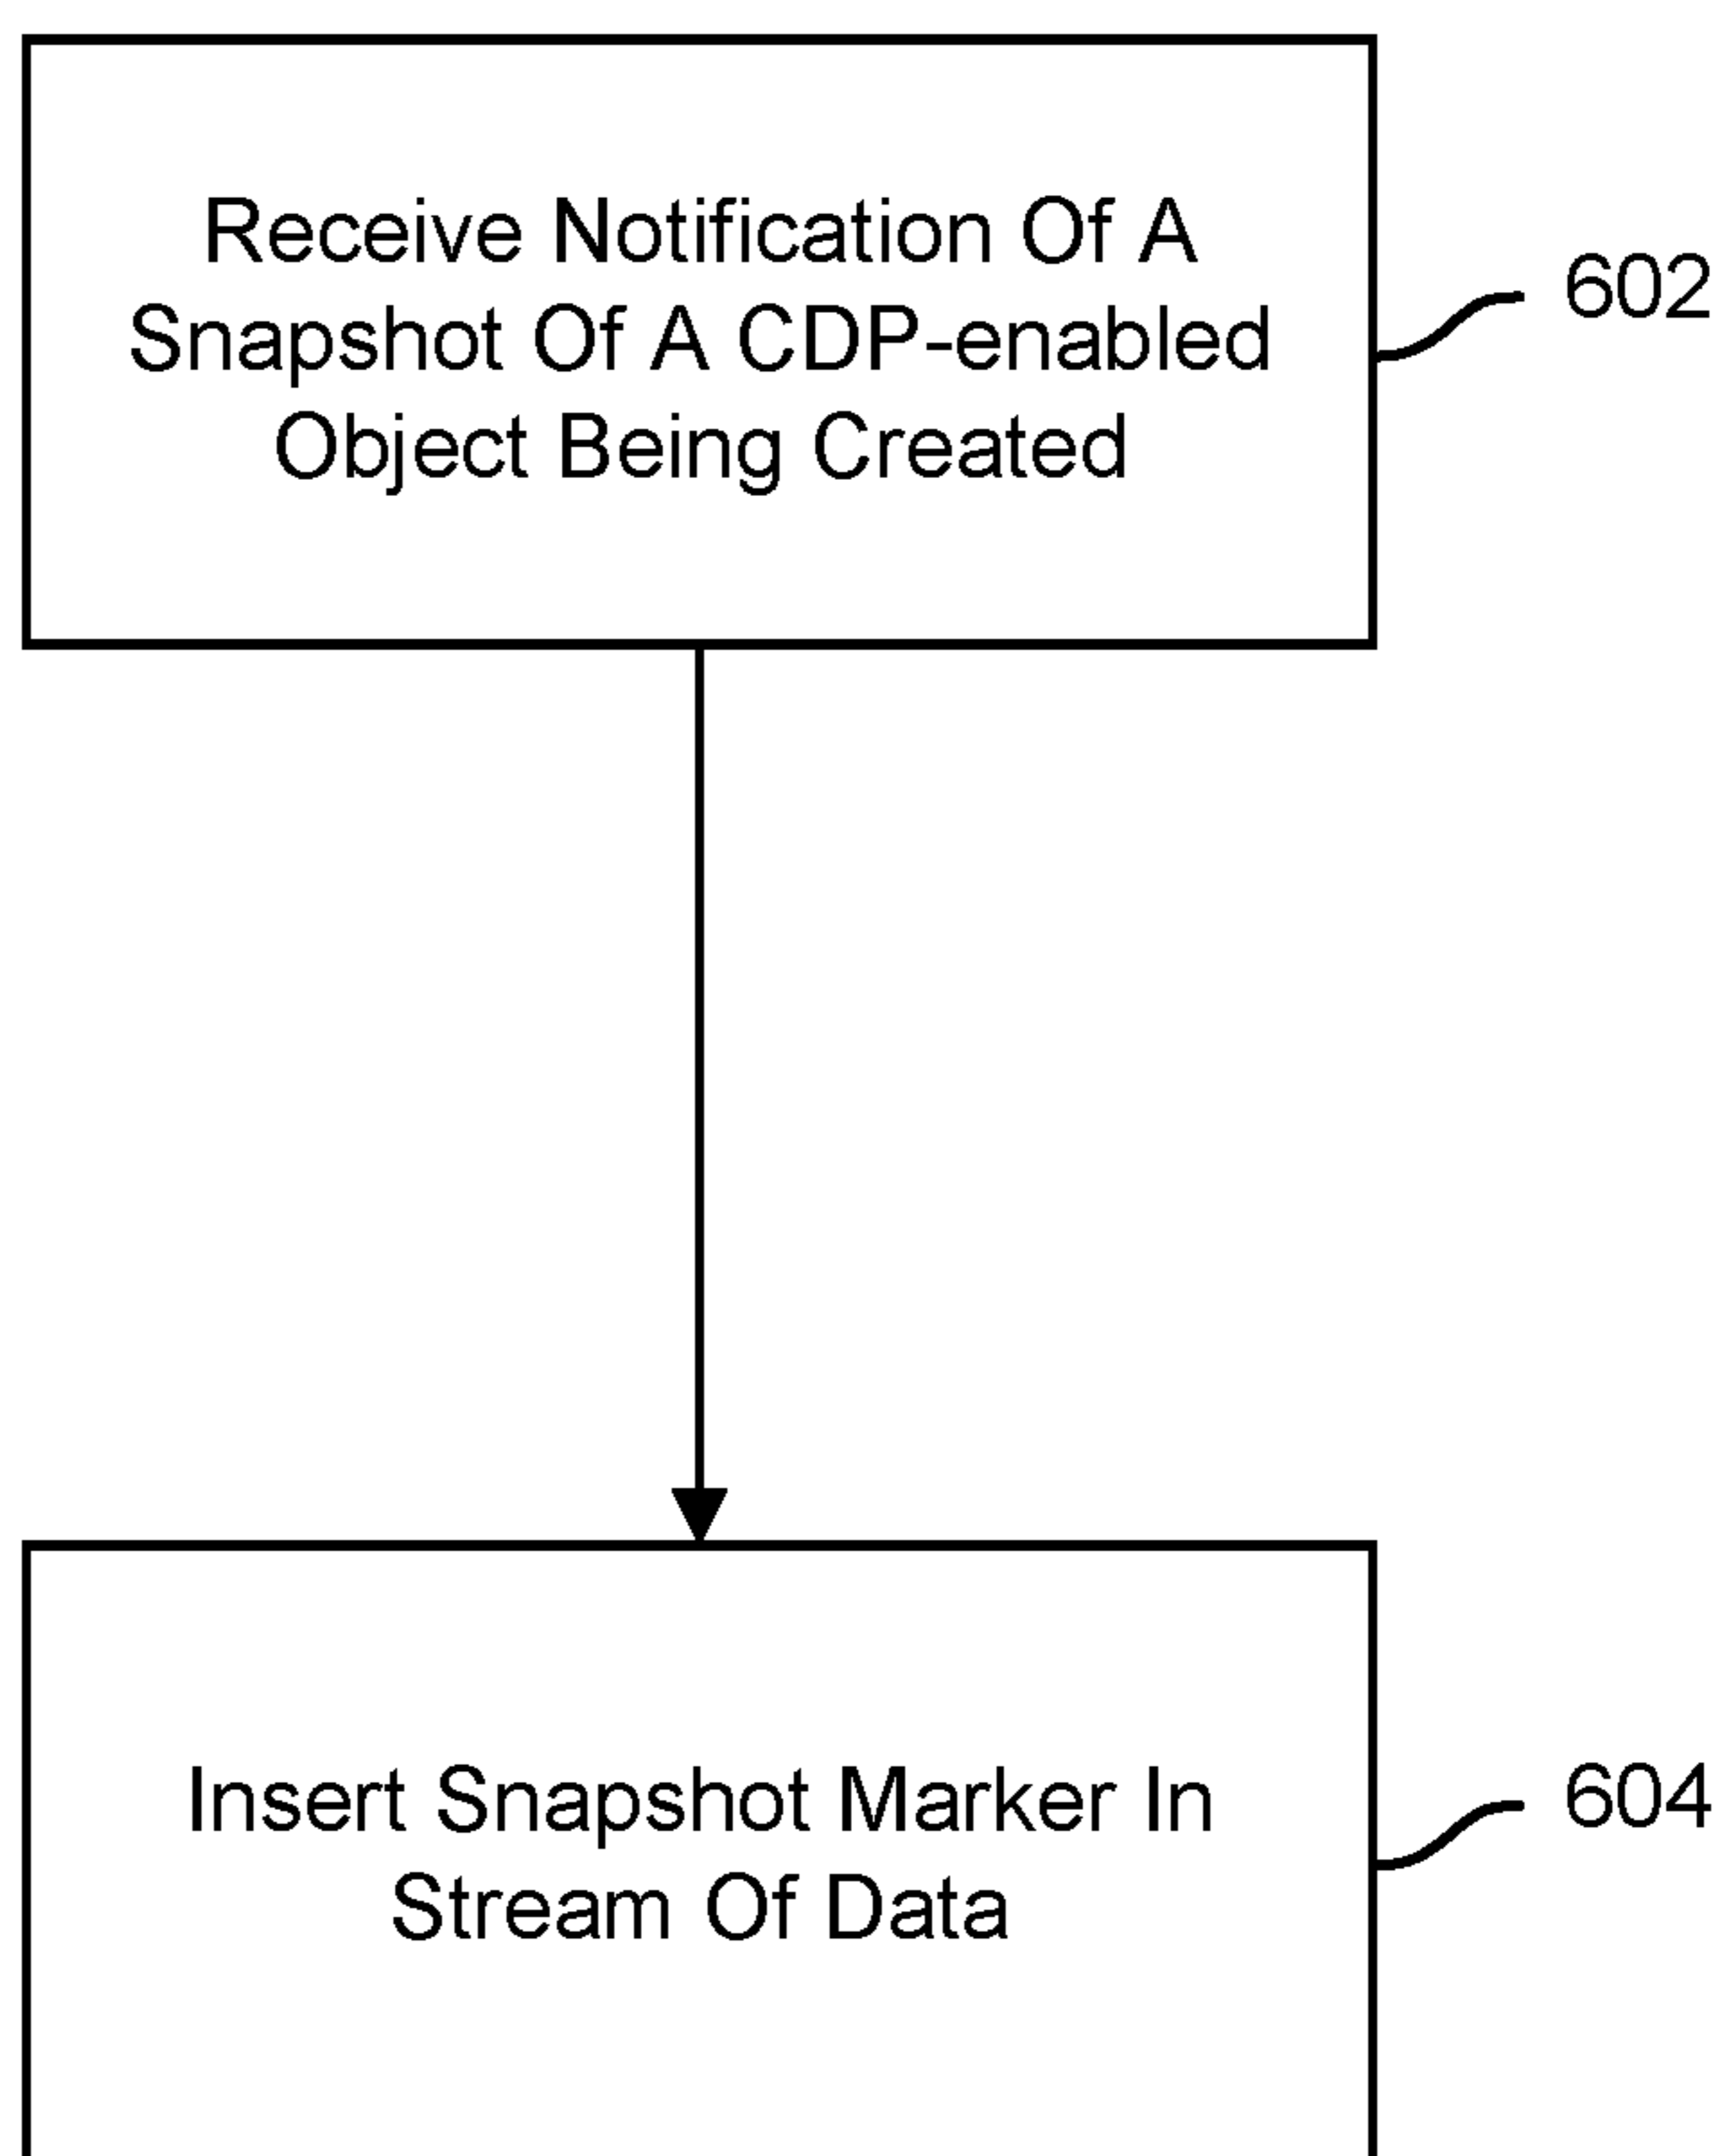 Receive Notification Of A
Snapshot Of A CDP-enabled
Object Being Created
602
Insert Snapshot Marker In
Stream Of Data
604